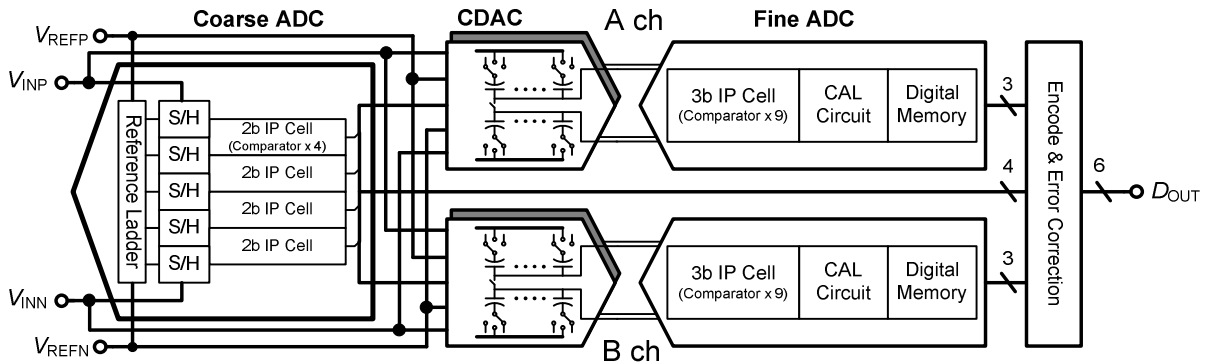 Coarse ADC
CDAC
A ch
Fine ADC
VREFP
VINP
VINN
VREFN
Reference Ladder
S/H
S/H
S/H
S/H
S/H
2b IP Cell
(Comparator x 4)
2b IP Cell
2b IP Cell
2b IP Cell
3b IP Cell
(Comparator x 9)
CAL
Circuit
Digital
Memory
3
4
3b IP Cell
(Comparator x 9)
CAL
Circuit
Digital
Memory
3
B ch
Encode & Error Correction
6
DOUT